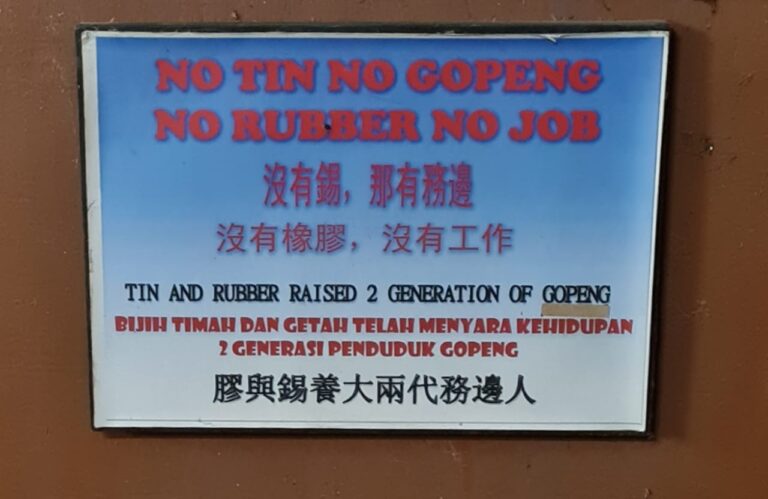 NO TIN NO GOPENG
NO RUBBER NO JOB
沒有錫，那有務邊
沒有橡膠，沒有工作
TIN AND RUBBER RAISED 2 GENERATION OF GOPENG
BIJIH TIMAH DAN GETAH TELAH MENYARA KEHIDUPAN
2 GENERASI PENDUDUK GOPENG
膠與錫養大兩代務邊人